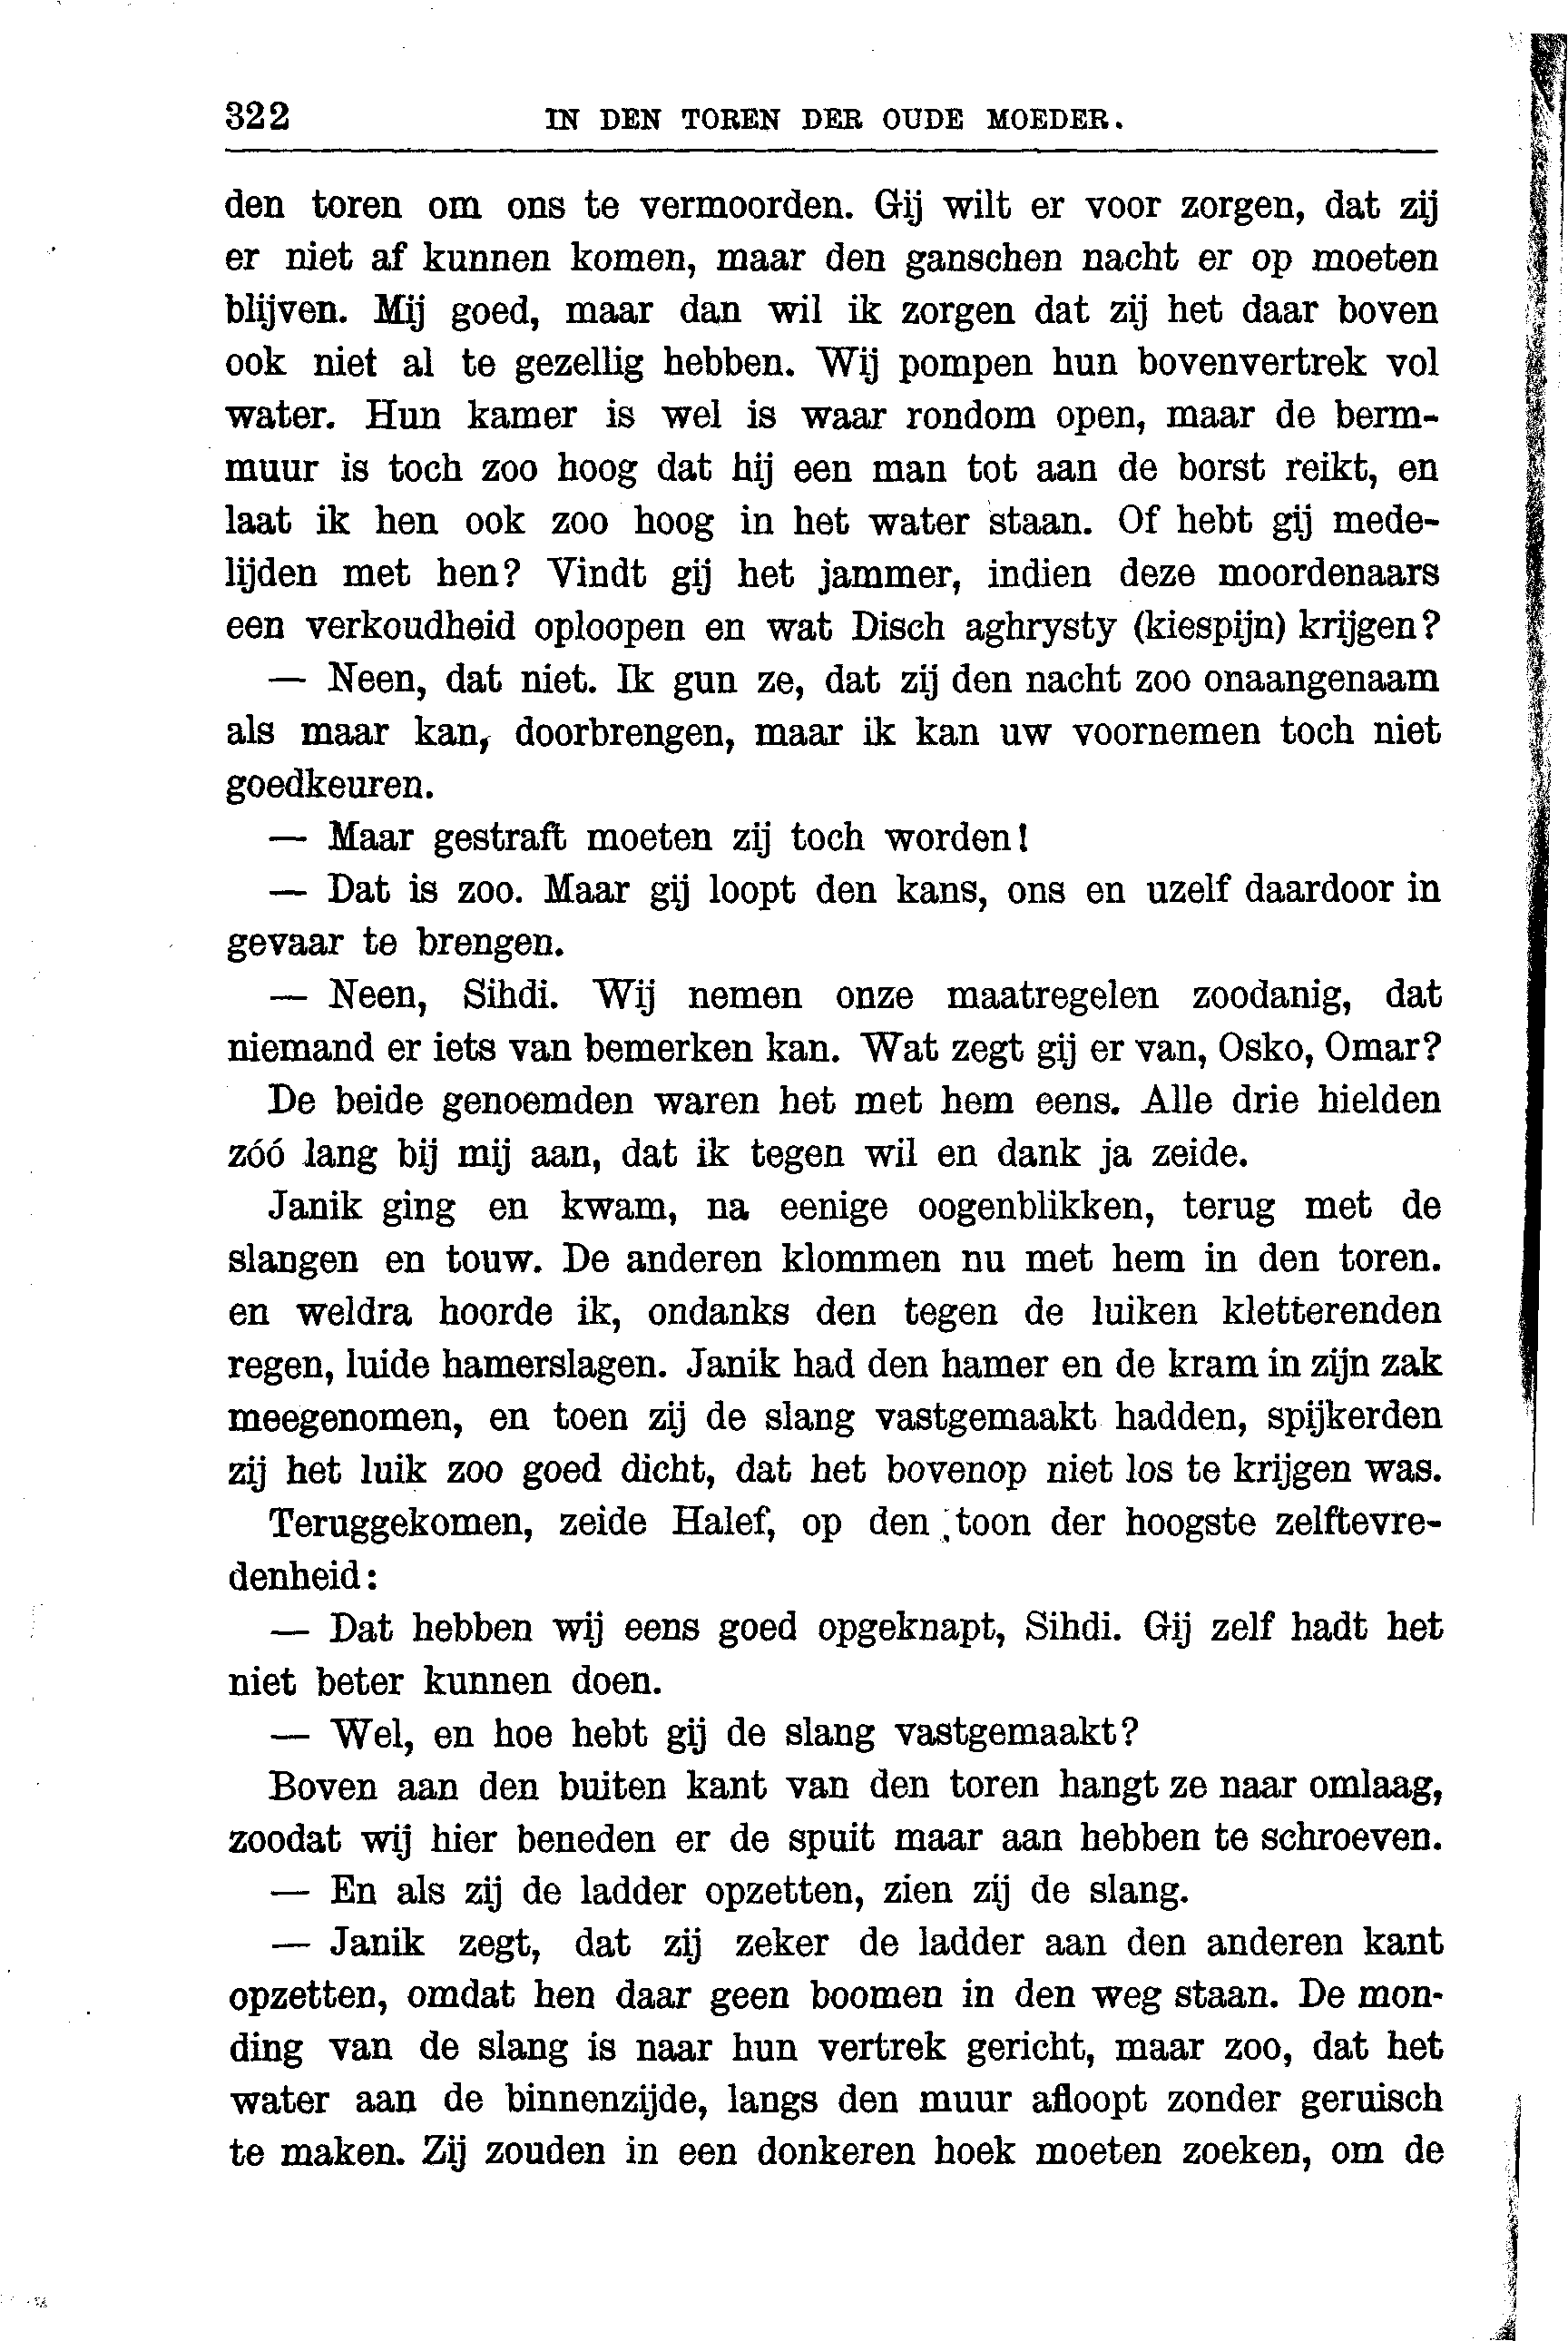 322 IN DEN TOREN DER OUDE MOEDER.
den toren om ons te vermoorden. Gij wilt er voor zorgen, dat zij
er niet af kunnen komen, maar den ganschen nacht er op moeten
blijven. Mij goed, maar dan wil ik zorgen dat zij het daar boven
ook niet al te gezellig hebben. Wij pompen hun bovenvertrek vol
water. Hun kamer is wel is waar rondom open, maar de berm-
muur is toch zoo hoog dat hij een man tot aan de borst reikt, en
laat ik hen ook zoo hoog in het water staan. Of hebt gij mede-
lijden met hen? Vindt gij het jammer, indien deze moordenaars
een verkoudheid oploopen en wat Disch aghrysty (kiespijn) krijgen?
— Neen, dat niet. Ik gun ze, dat zij den nacht zoo onaangenaam
als maar kan, doorbrengen, maar ik kan uw voornemen toch niet
goedkeuren.
— Maar gestraft moeten zij toch worden!
— Dat is zoo. Maar gij loopt den kans, ons en uzelf daardoor in
gevaar te brengen.
— Neen, Sihdi. Wij nemen onze maatregelen zoodanig, dat
niemand er iets van bemerken kan. Wat zegt gij er van, Osko, Omar?
De beide genoemden waren het met hem eens. Alle drie hielden
zóó lang bij mij aan, dat ik tegen wil en dank ja zeide.
Janik ging en kwam, na eenige oogenblikken, terug met de
slangen en touw. De anderen klommen nu met hem in den toren.
en weldra hoorde ik, ondanks den tegen de luiken kletterenden
regen, luide hamerslagen. Janik had den hamer en de kram in zijn zak
meegenomen, en toen zij de slang vastgemaakt hadden, spijkerden
zij het luik zoo goed dicht, dat het bovenop niet los te krijgen was.
Teruggekomen, zeide Halef, op den toon der hoogste zelftevre-
denheid:
— Dat hebben wij eens goed opgeknapt, Sihdi. Gij zelf hadt het
niet beter kunnen doen.
— Wel, en hoe hebt gij de slang vastgemaakt?
Boven aan den buiten kant van den toren hangt ze naar omlaag,
zoodat wij hier beneden er de spuit maar aan hebben te schroeven.
— En als zij de ladder opzetten, zien zij de slang.
— Janik zegt, dat zij zeker de ladder aan den anderen kant
opzetten, omdat hen daar geen boomen in den weg staan. De mon-
ding van de slang is naar hun vertrek gericht, maar zoo, dat het
water aan de binnenzijde, langs den muur afloopt zonder geruisch
te maken. Zij zouden in een donkeren hoek moeten zoeken, om de